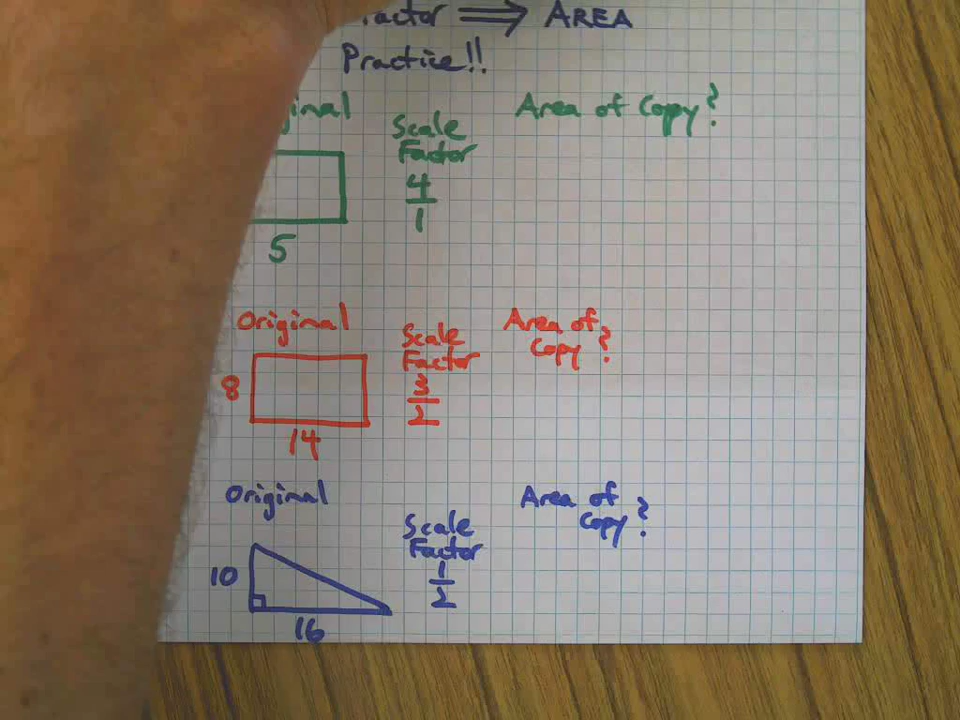 ⟹ AREA
Practice!!
Area of Copy?
Scale
Factor
4/1
5
Original
Scale
Factor
3/2
Area of
Copy?
8
14
Original
Scale
Factor
1/2
Area of
Copy?
10
16